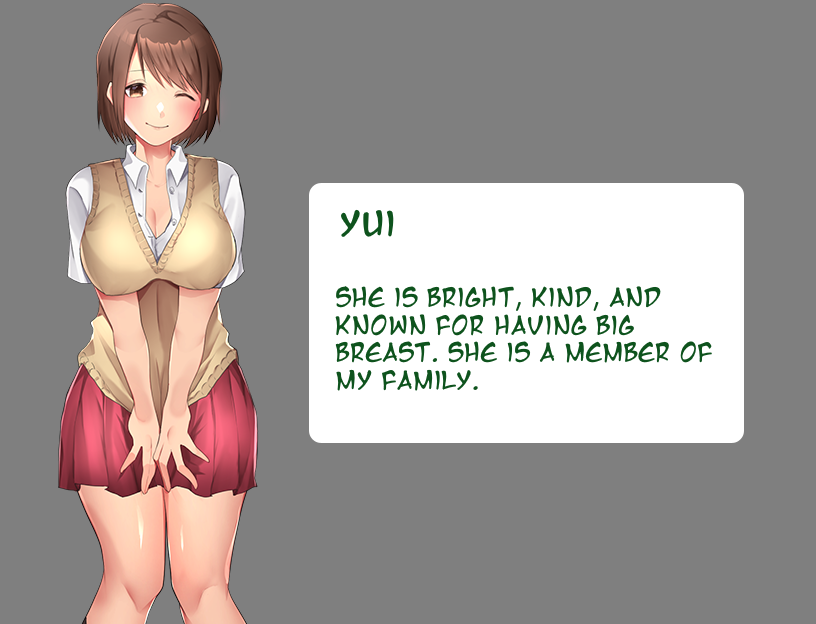 YUI
SHE IS BRIGHT, KIND, AND
KNOWN FOR HAVING BIG
BREAST. SHE IS A MEMBER OF
MY FAMILY.